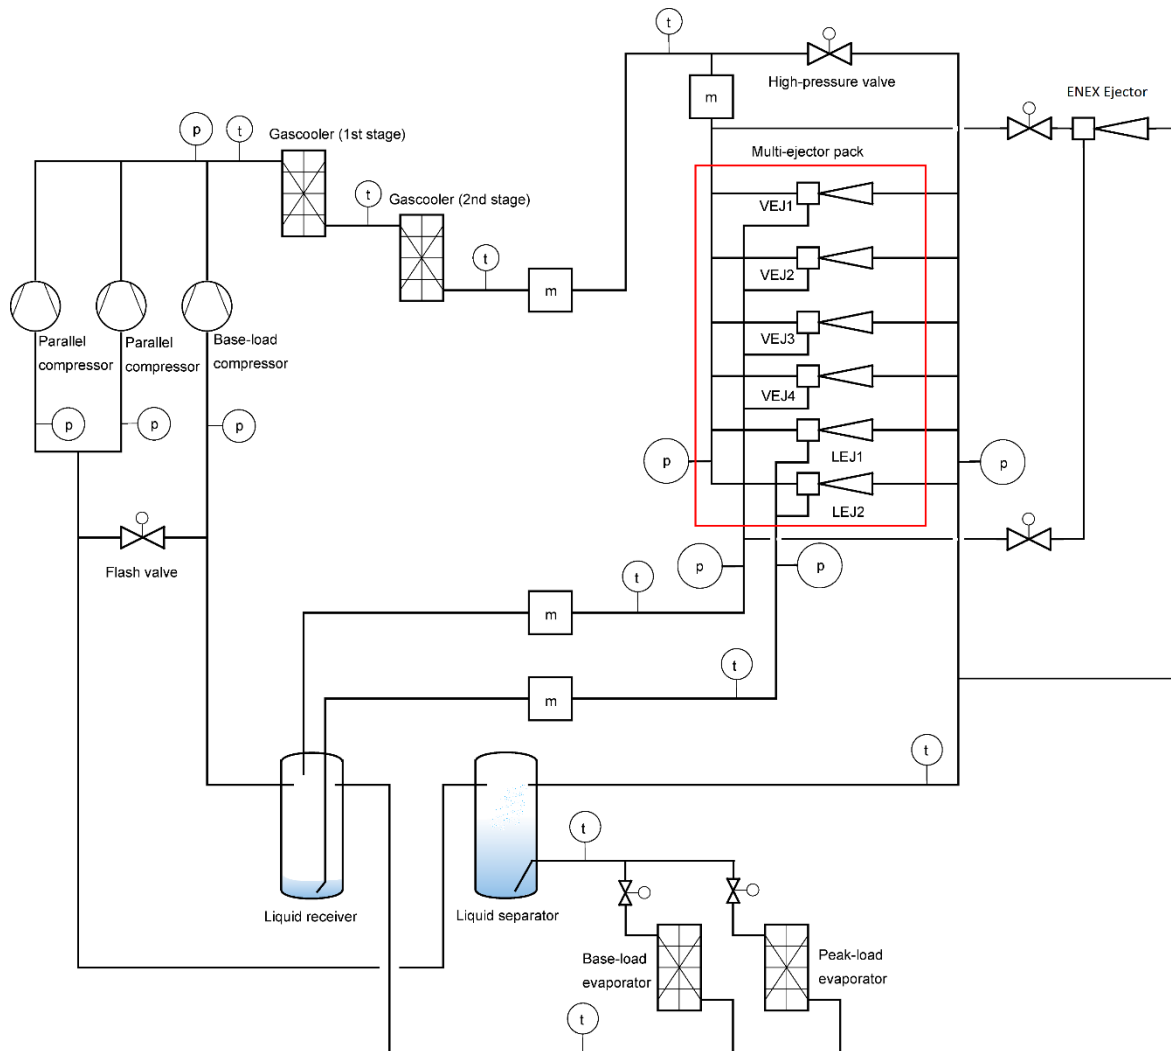 t
High-pressure valve
ENEX Ejector
m
p
t
Gascooler (1st stage)
Multi-ejector pack
t
Gascooler (2nd stage)
VEJ1
t
m
VEJ2
Parallel
compressor
Parallel
compressor
Base-load
compressor
VEJ3
VEJ4
p
p
p
LEJ1
p
p
LEJ2
Flash valve
p
p
t
m
t
m
t
t
Liquid receiver
Liquid separator
Base-load
evaporator
Peak-load
evaporator
t